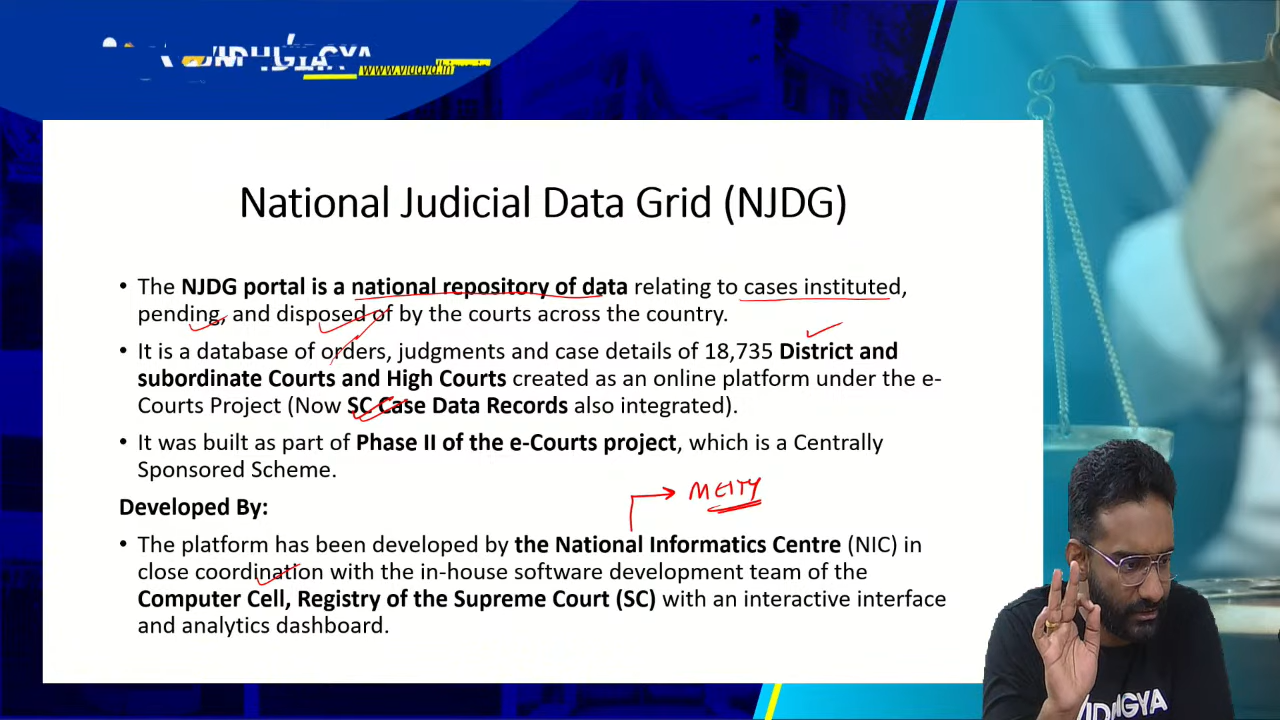 National Judicial Data Grid (NJDG)
• The NJDG portal is a national repository of data relating to cases instituted,
pending, and disposed of by the courts across the country.
• It is a database of orders, judgments and case details of 18,735 District and
subordinate Courts and High Courts created as an online platform under the e-
Courts Project (Now SC Case Data Records also integrated).
• It was built as part of Phase II of the e-Courts project, which is a Centrally
Sponsored Scheme.
MEITY
Developed By:
• The platform has been developed by the National Informatics Centre (NIC) in
close coordination with the in-house software development team of the
Computer Cell, Registry of the Supreme Court (SC) with an interactive interface
and analytics dashboard.